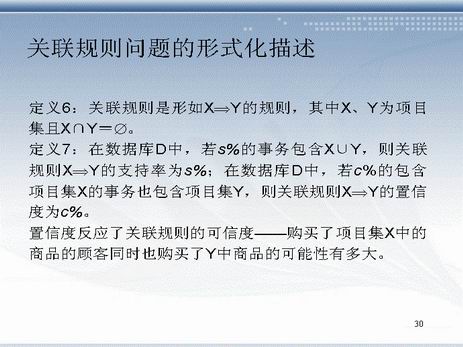 关联规则问题的形式化描述
定义6：关联规则是形如X⇒Y的规则，其中X、Y为项目
集且X∩Y＝∅。
定义7：在数据库D中，若s%的事务包含X∪Y，则关联
规则X⇒Y的支持率为s%；在数据库D中，若c%的包含
项目集X的事务也包含项目集Y，则关联规则X⇒Y的置信
度为c%。
置信度反应了关联规则的可信度——购买了项目集X中的
商品的顾客同时也购买了Y中商品的可能性有多大。
30